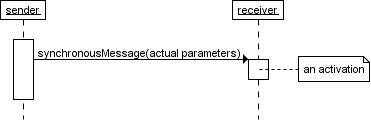 sender
receiver
synchronousMessage(actual parameters)
an activation